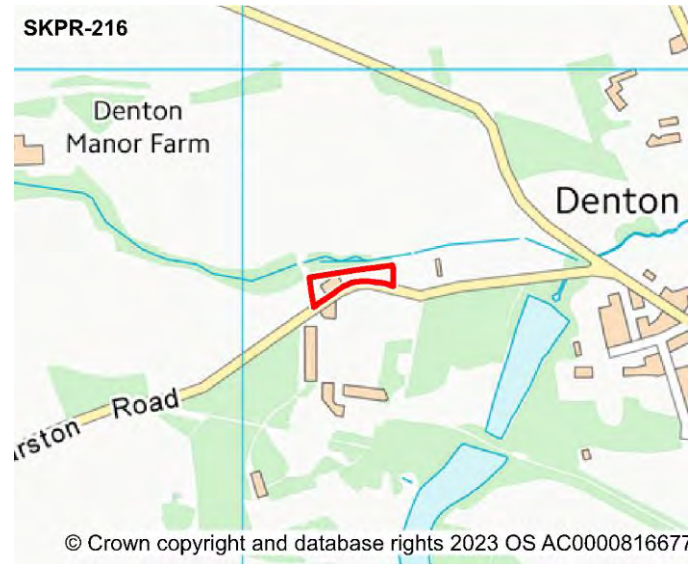 SKPR-216
Denton
Manor Farm
Denton
Road
© Crown copyright and database rights 2023 OS AC0000816677